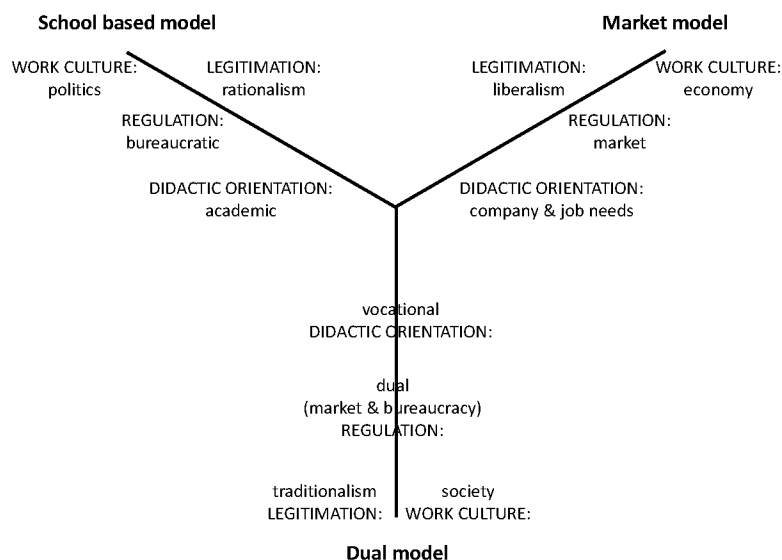 School based model
Market model
WORK CULTURE:
politics
LEGITIMATION:
rationalism
LEGITIMATION:
liberalism
WORK CULTURE:
economy
REGULATION:
bureaucratic
REGULATION:
market
DIDACTIC ORIENTATION:
academic
DIDACTIC ORIENTATION:
company & job needs
vocational
DIDACTIC ORIENTATION:
dual
(market & bureaucracy)
REGULATION:
traditionalism
LEGITIMATION:
society
WORK CULTURE:
Dual model